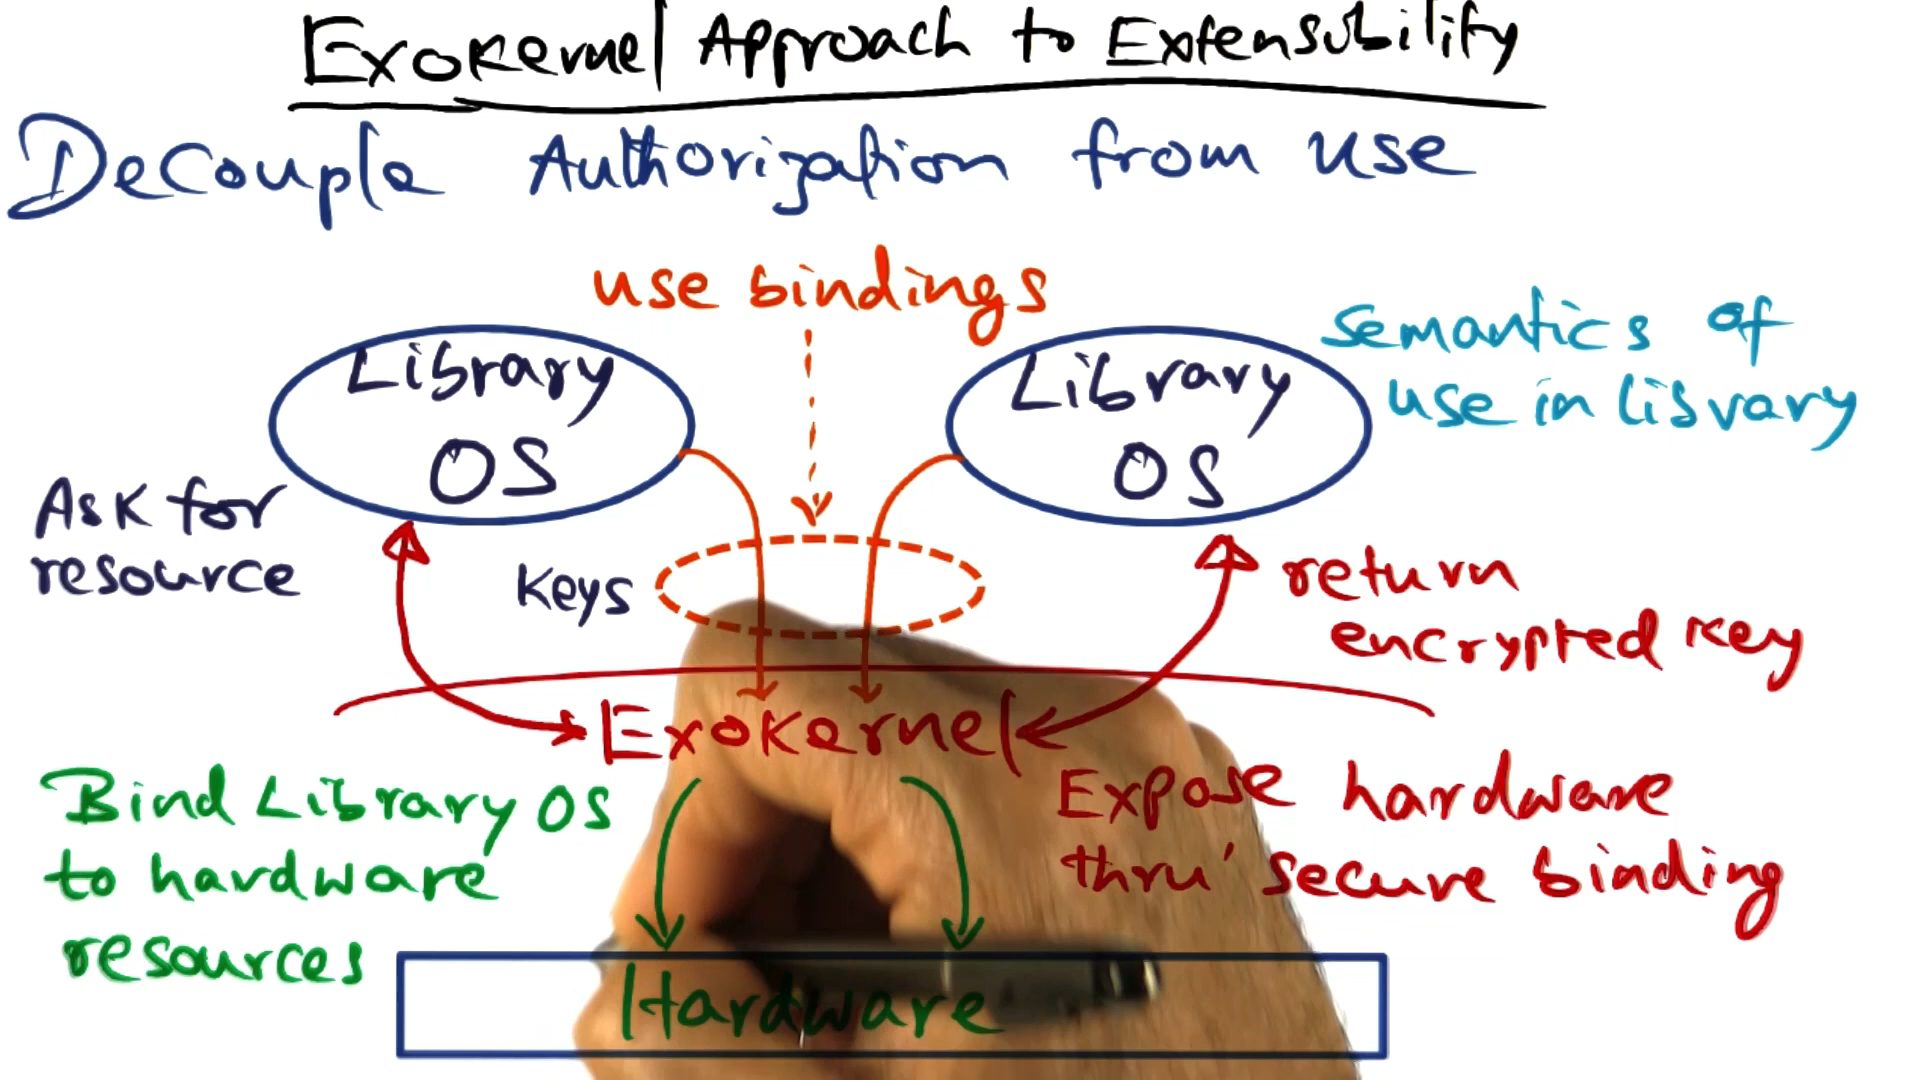 Exokernel Approach to Extensibility
Decouple Authorization from use
use bindings
Library OS
Library OS
semantics of
use in library
Ask for
resource
Keys
return
encrypted key
Exokernel
Bind Library OS
to hardware
resources
Expose hardware
thru' secure binding
Hardware